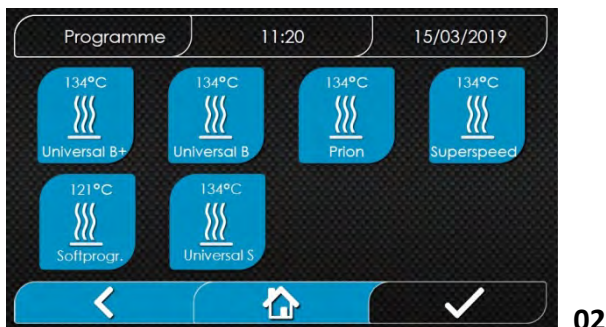 Programme 11:20 15/03/2019
134°C 134°C 134°C 134°C
Universal B+ Universal B Prion Superspeed
121°C 134°C
Softprogr. Universal S
02